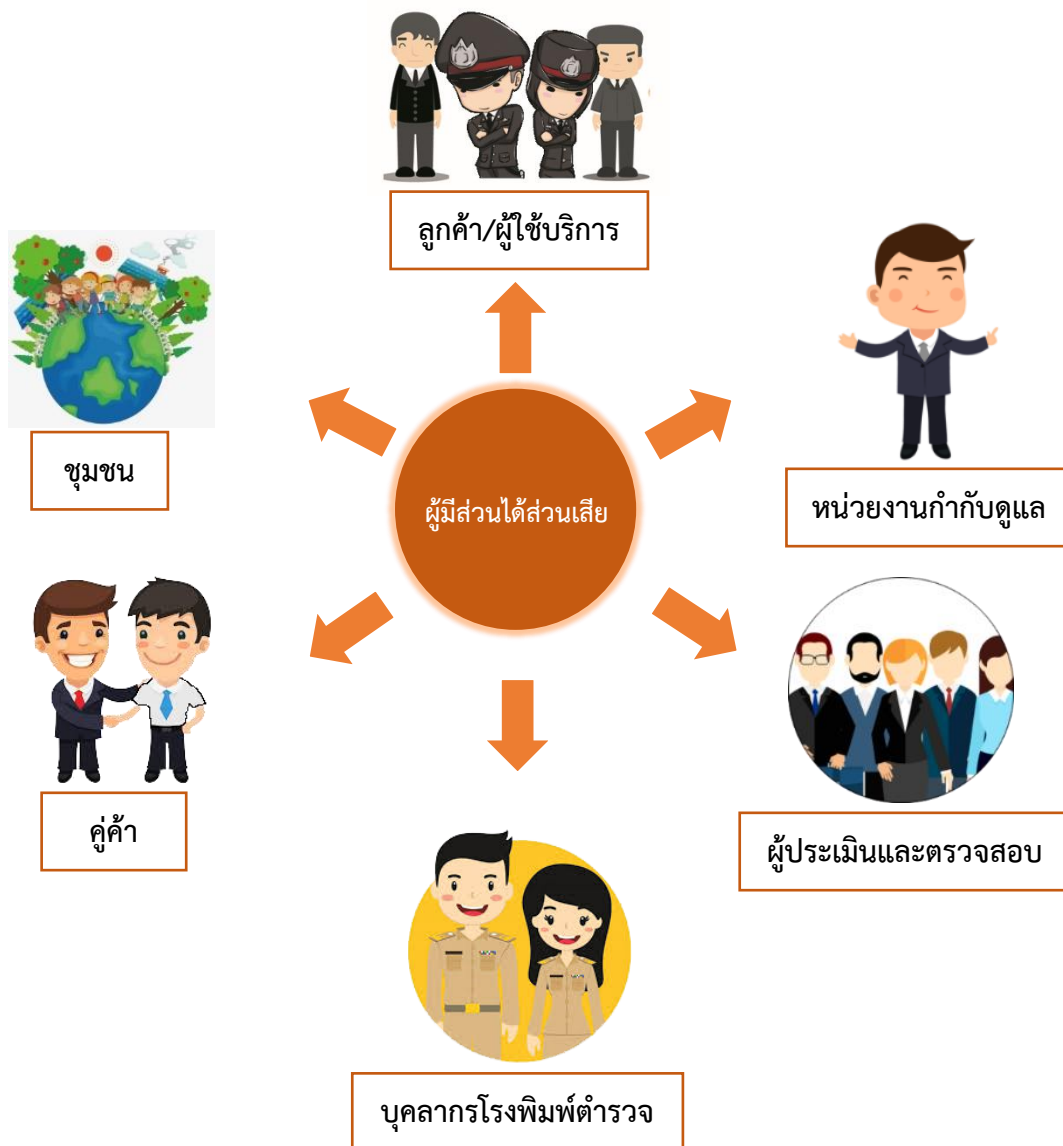 ลูกค้า/ผู้ใช้บริการ
ชุมชน
ผู้มีส่วนได้ส่วนเสีย
หน่วยงานกำกับดูแล
คู่ค้า
ผู้ประเมินและตรวจสอบ
บุคลากรโรงพิมพ์ตำรวจ